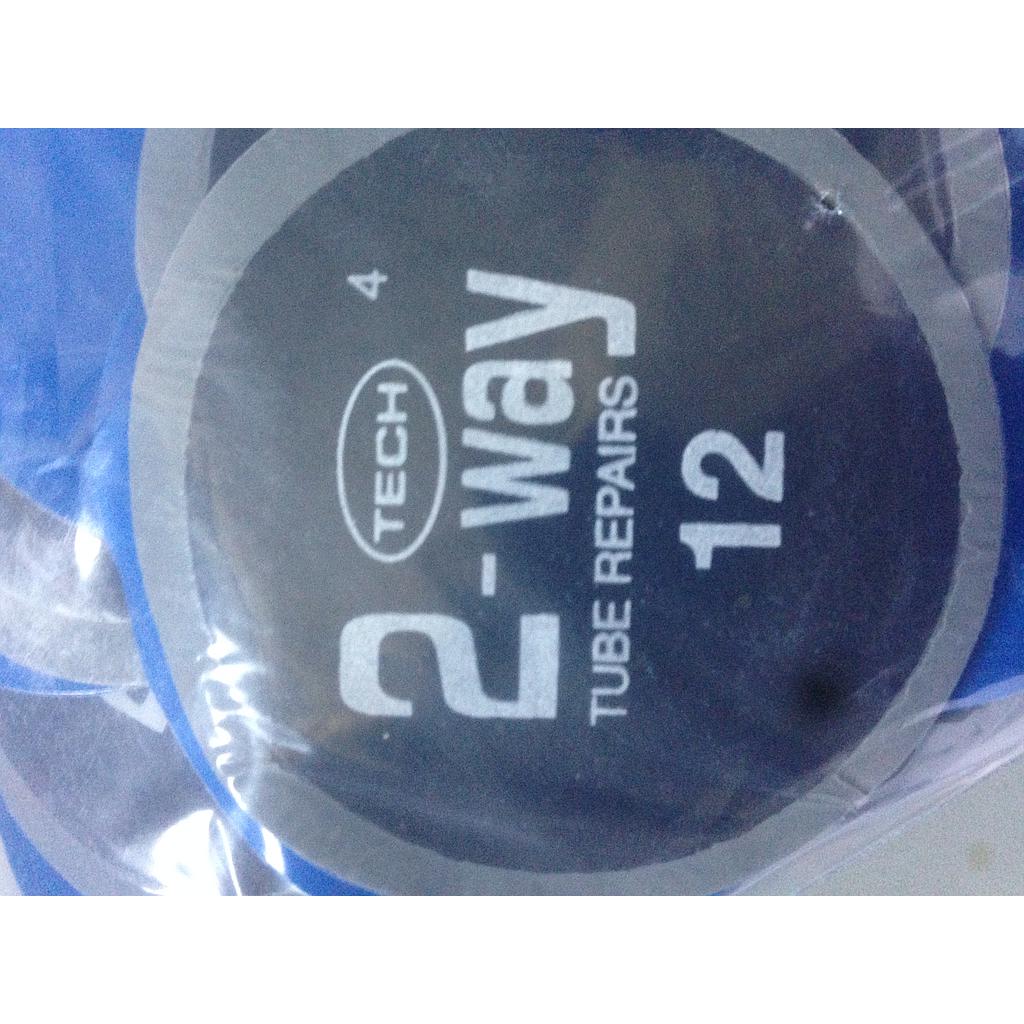 TECH 4
2-way
TUBE REPAIRS
12